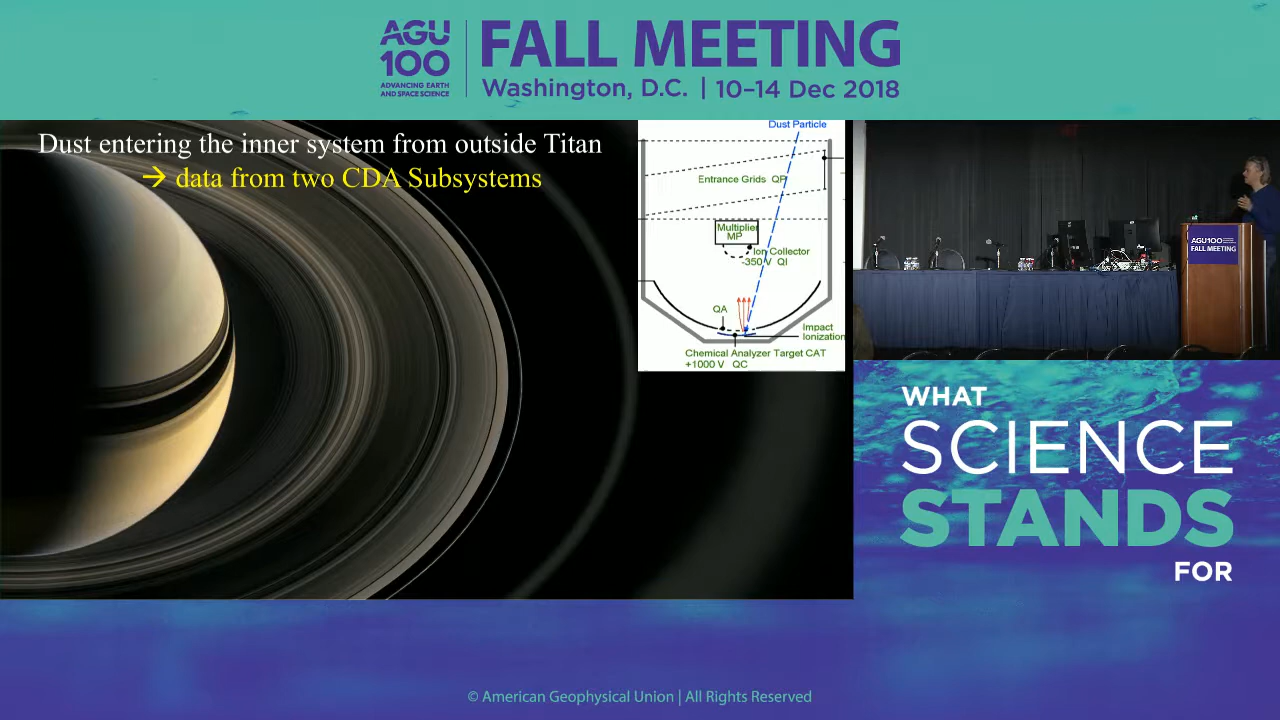 AGU
100
ADVANCING EARTH
AND SPACE SCIENCE
FALL MEETING
Washington, D.C. | 10–14 Dec 2018
Dust entering the inner system from outside Titan
→ data from two CDA Subsystems
Dust Particle
Entrance Grids QP
Multiplier
MP
Ion Collector
-350 V QI
QA
Impact
Ionization
Chemical Analyzer Target CAT
+1000 V QC
AGU100
FALL MEETING
WHAT
SCIENCE
STANDS
FOR
© American Geophysical Union | All Rights Reserved